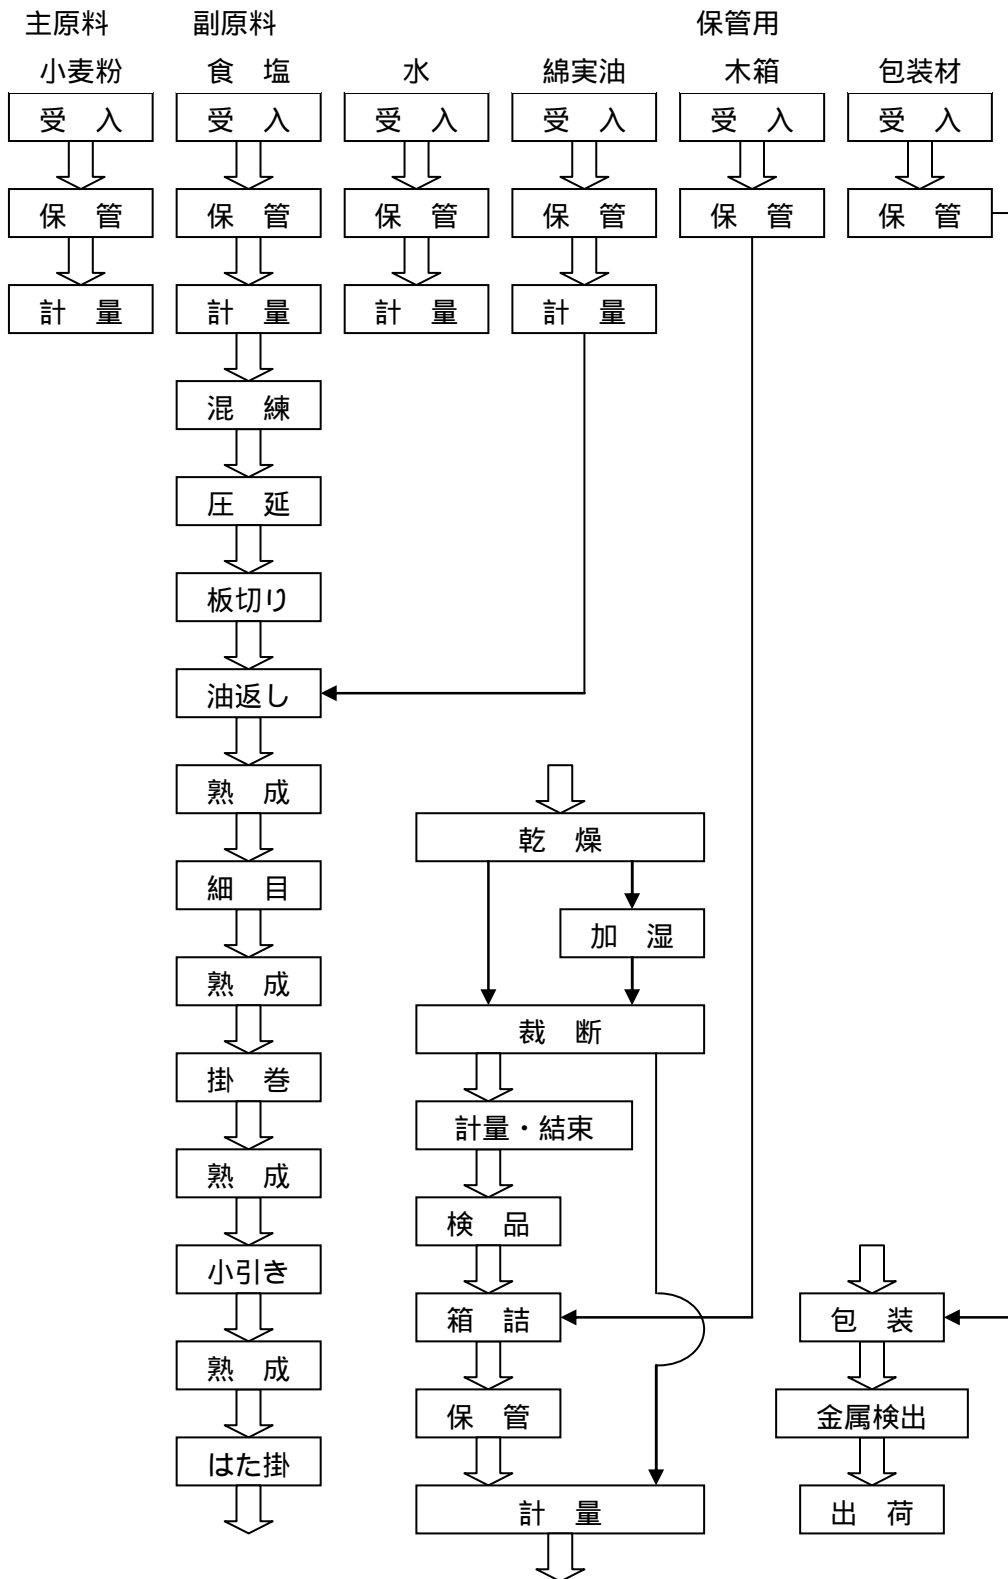 主原料 副原料 保管用
小麦粉 食 塩 水 綿実油 木箱 包装材
受 入 受 入 受 入 受 入 受 入 受 入
保 管 保 管 保 管 保 管 保 管 保 管
計 量 計 量 計 量 計 量
混 練
圧 延
板切り
油返し
熟 成
細 目
熟 成
掛 巻
熟 成
小引き
熟 成
はた掛
乾 燥
加 湿
裁 断
計量・結束
検 品
箱 詰
保 管
計 量
包 装
金属検出
出 荷